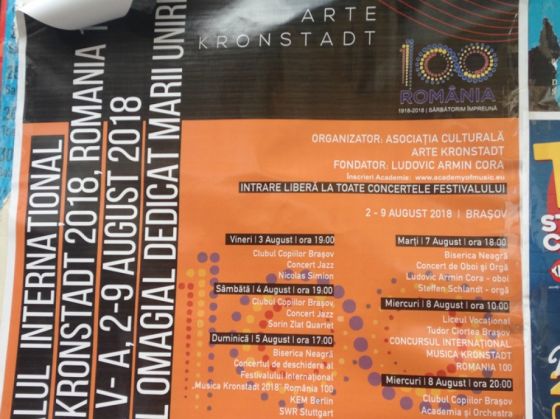 ARTE
KRONSTADT
100
ROMÂNIA
1918-2018 | SĂRBĂTORIM ÎMPREUNĂ
LUL INTERNAȚIONAL
KRONSTADT 2018, ROMANIA
V- A, 2-9 AUGUST 2018
L OMAGIAL DEDICAT MARII UNIRI
ORGANIZATOR: ASOCIAȚIA CULTURALĂ
ARTE KRONSTADT
FONDATOR: LUDOVIC ARMIN CORA
Înscrieri Academie: www.academyofmusic.eu
INTRARE LIBERĂ LA TOATE CONCERTELE FESTIVALULUI
2 - 9 AUGUST 2018 | BRAȘOV
Vineri | 3 August | ora 19:00
Clubul Copiilor Brașov
Concert Jazz
Nicolas Simion
Sâmbătă | 4 August | ora 19:00
Clubul Copiilor Brașov,
Concert Jazz
Sorin Zlat Quartet
Duminică | 5 August | ora 17:00
Biserica Neagră
Concertul de deschidere al
Festivalului Internațional
"Musica Kronstadt 2018" România 100
KEM Berlin
SWR Stuttgart
Marți | 7 August | ora 18:00
Biserica Neagră
Concert de Oboi și Orgă
Ludovic Armin Cora - oboi
Steffen Schlandt - orgă
Miercuri | 8 August | ora 10:00
Liceul Vocațional
Tudor Ciortea Brașov
CONCURSUL INTERNAȚIONAL
MUSICA KRONSTADT
ROMANIA 100
Miercuri | 8 August | ora 20:00
Clubul Copiilor Brașov
Academia și Orchestra